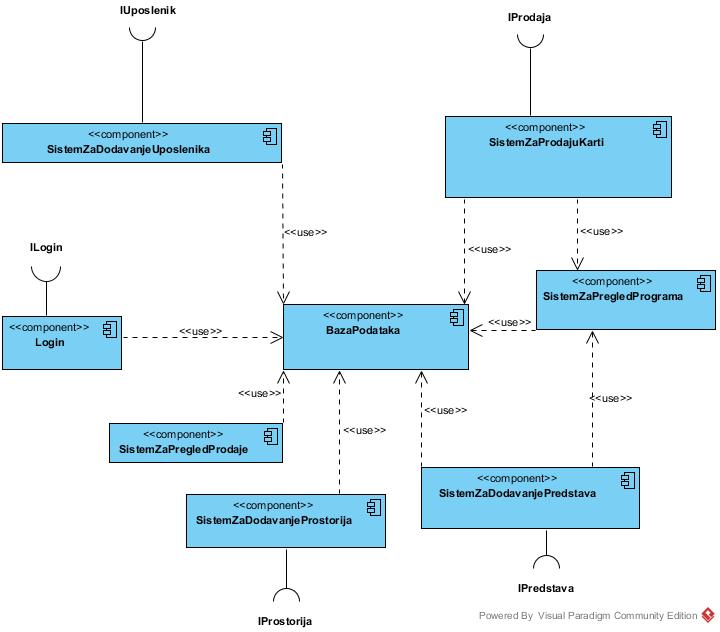 IUposlenik
IProdaja
<<component>>
SistemZaDodavanjeUposlenika
<<component>>
SistemZaProdajuKarti
<<use>>
<<use>>
<<use>>
ILogin
<<component>>
SistemZaPregledPrograma
<<component>>
Login
<<use>>
<<component>>
BazaPodataka
<<use>>
<<use>>
<<use>>
<<use>>
<<use>>
<<component>>
SistemZaPregledProdaje
<<component>>
SistemZaDodavanjeProstorija
<<component>>
SistemZaDodavanjePredstava
IPredstava
IProstorija
Powered By Visual Paradigm Community Edition